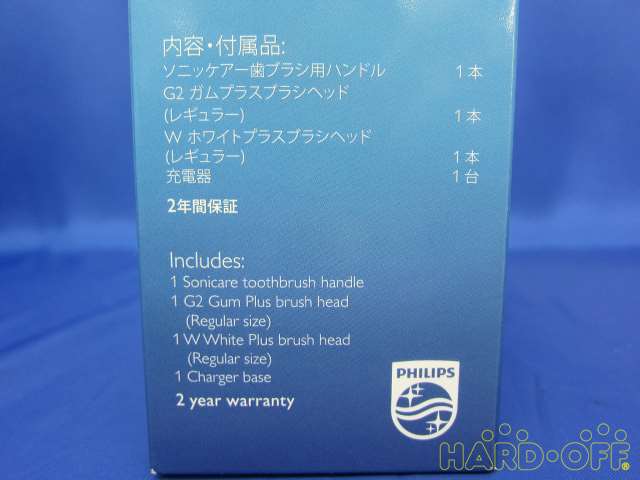 内容・付属品:
ソニッケアー歯ブラシ用ハンドル 1本
G2 ガムプラスブラシヘッド
(レギュラー) 1本
W ホワイトプラスブラシヘッド
(レギュラー) 1本
充電器 1台
2年間保証
Includes:
1 Sonicare toothbrush handle
1 G2 Gum Plus brush head
(Regular size)
1 W White Plus brush head
(Regular size)
1 Charger base
2 year warranty
PHILIPS
HARD・OFF®